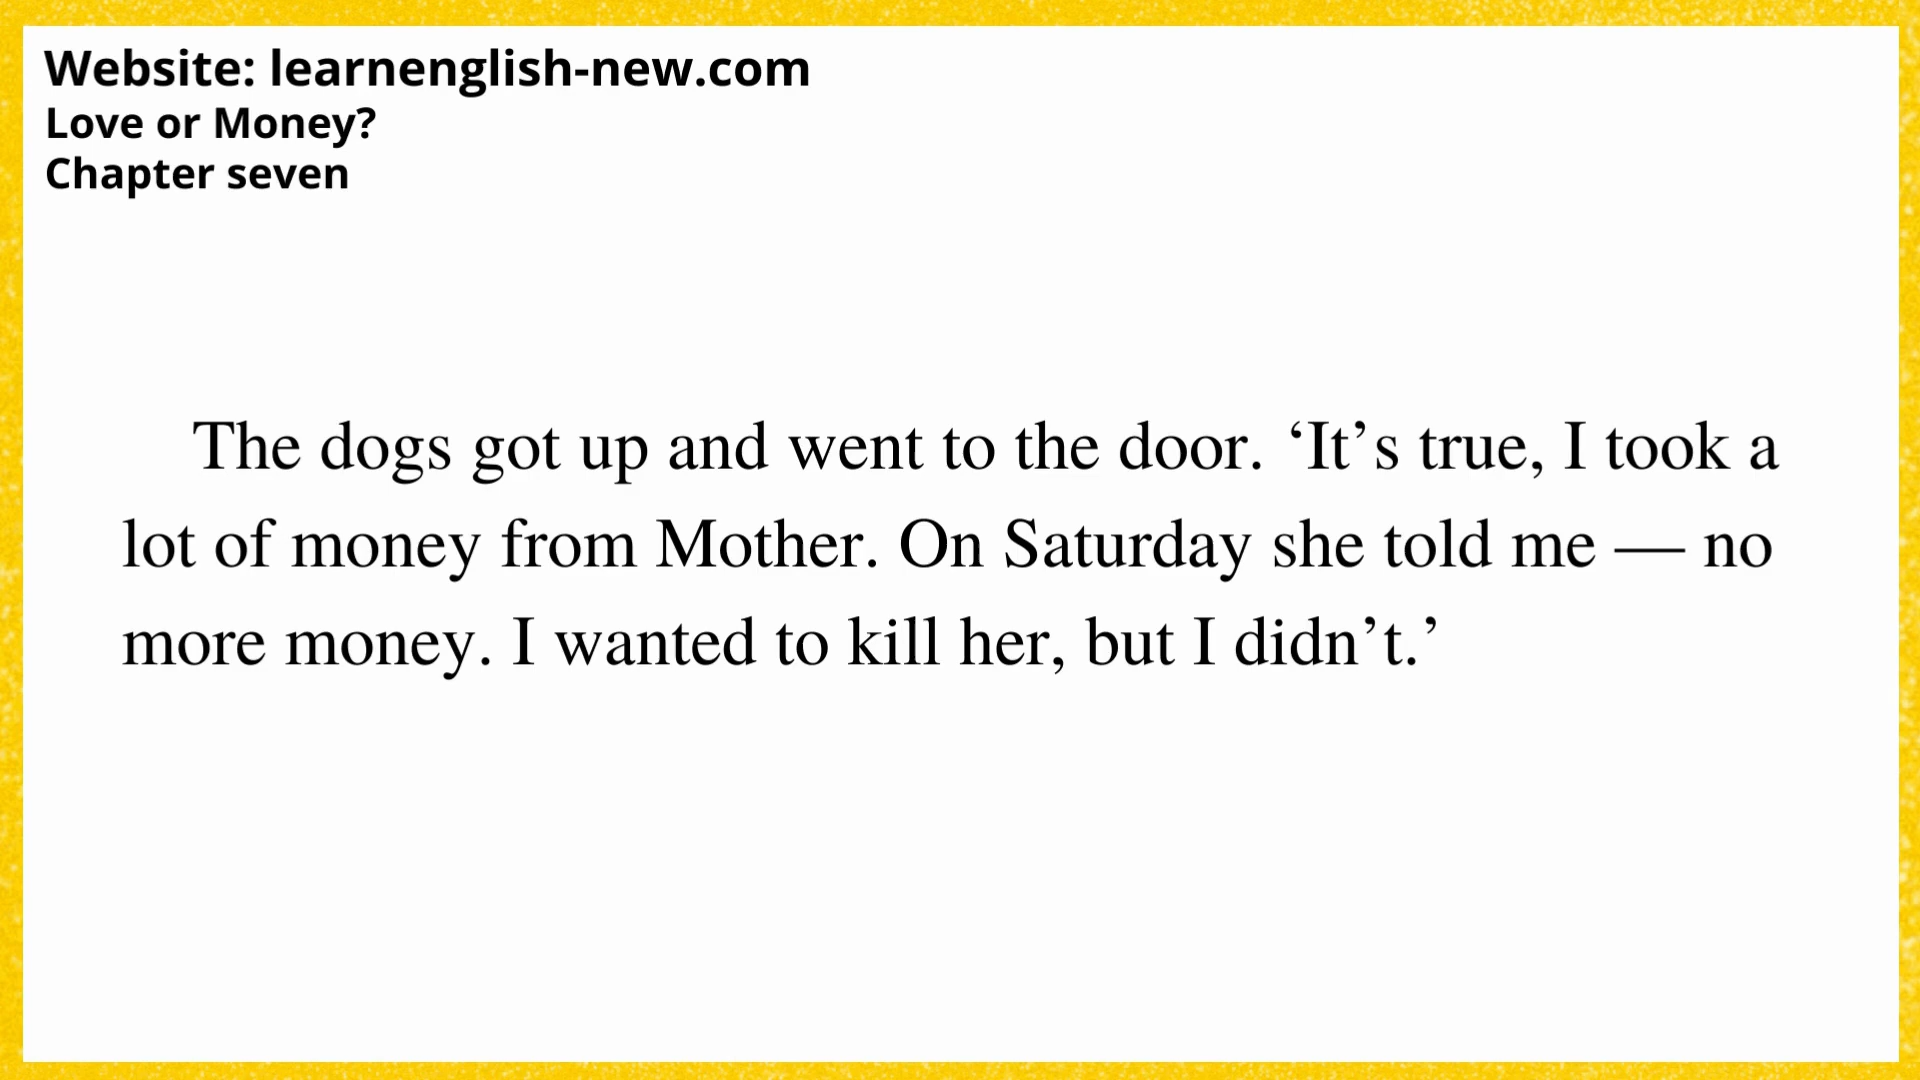 Website: learnenglish-new.com
Love or Money?
Chapter seven
The dogs got up and went to the door. ‘It’s true, I took a
lot of money from Mother. On Saturday she told me — no
more money. I wanted to kill her, but I didn’t.’